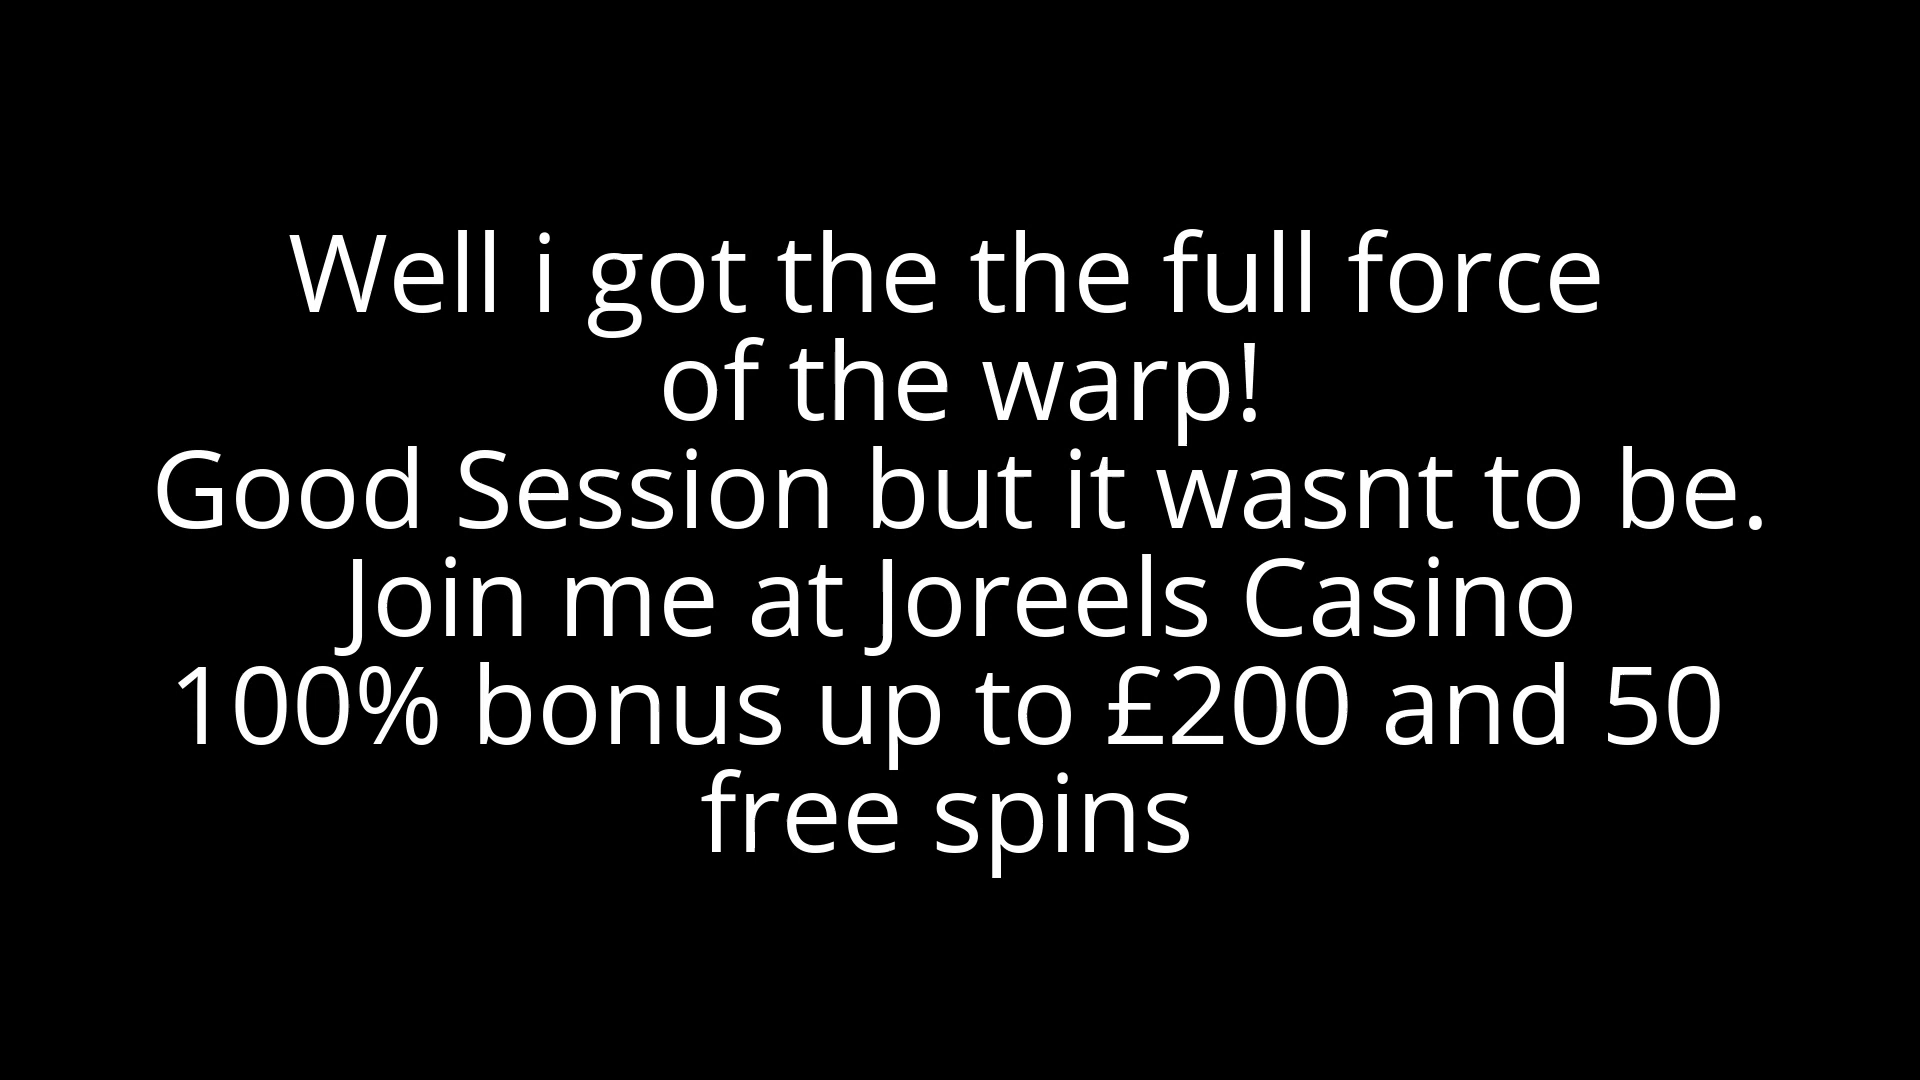 Well i got the the full force
of the warp!
Good Session but it wasnt to be.
Join me at Joreels Casino
100% bonus up to £200 and 50
free spins